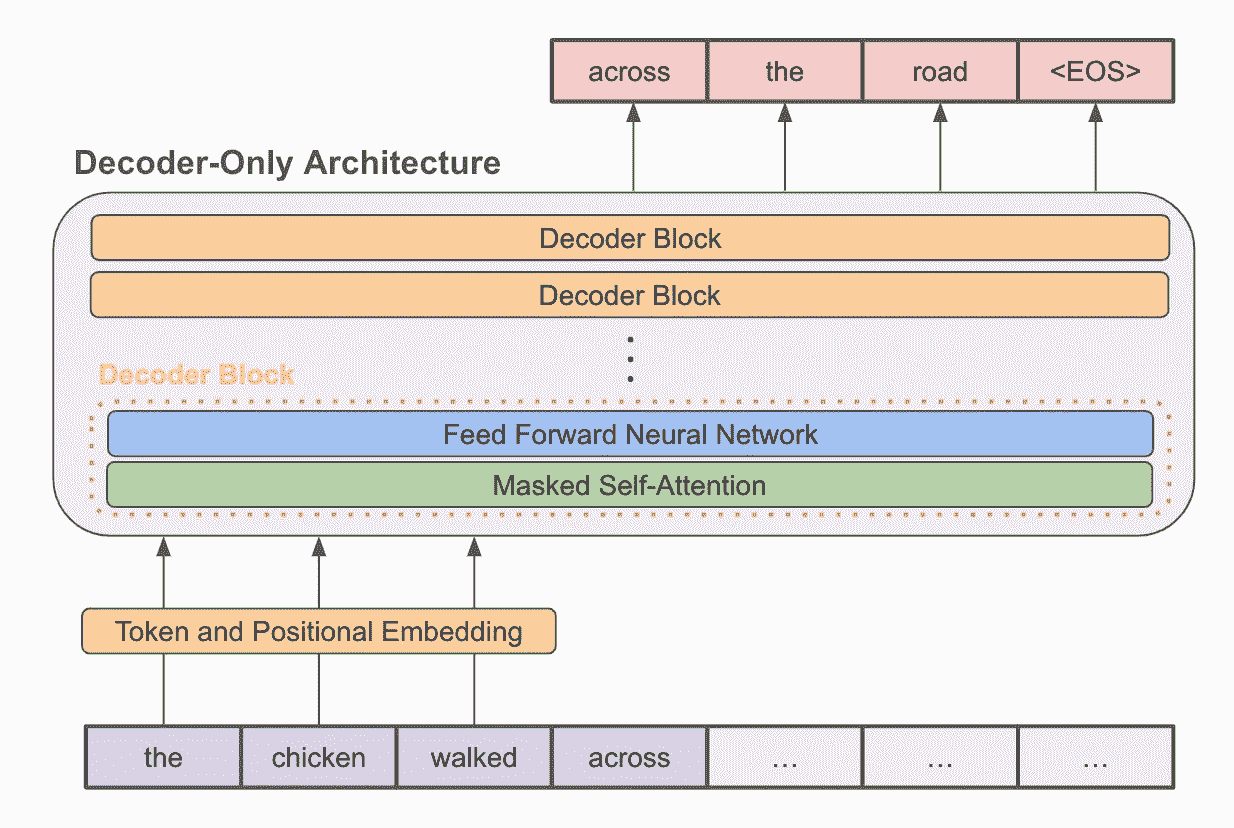 across the road <EOS>
Decoder-Only Architecture
Decoder Block
Decoder Block
Decoder Block
Feed Forward Neural Network
Masked Self-Attention
Token and Positional Embedding
the chicken walked across ... ... ...